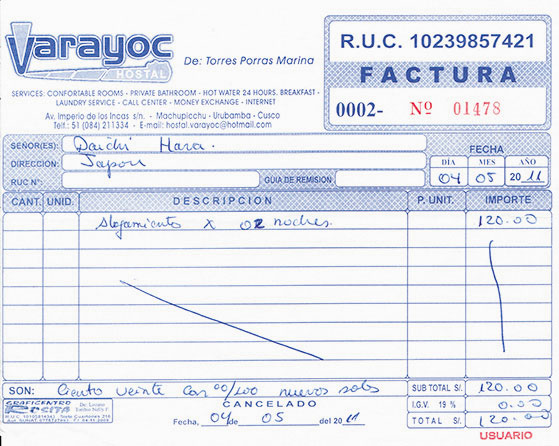 Varayoc
HOSTAL
De: Torres Porras Marina
SERVICES: CONFORTABLE ROOMS - PRIVATE BATHROOM - HOT WATER 24 HOURS. BREAKFAST -
LAUNDRY SERVICE - CALL CENTER - MONEY EXCHANGE - INTERNET
Av. Imperio de los Incas s/n. - Machupicchu - Urubamba - Cusco
Telf.: 51 (084) 211334 - E-mail: hostal.varayoc@hotmail.com
R.U.C. 10239857421
FACTURA
0002- Nº 01478
SEÑOR(ES): Daichi Hara.
DIRECCION: Japon
RUC Nº: GUIA DE REMISION
FECHA
DÍA MES AÑO
04 05 2011
CANT. UNID. DESCRIPCION P. UNIT. IMPORTE
alojamiento x 02 noches. 120.00
SON: Ciento veinte con 00/100 nuevos soles
SUB TOTAL S/. 120.00
CANCELADO
I.G.V. 19 % 0.00
Fecha, 04 de 05 del 2011
TOTAL S/. 120.00
USUARIO
GRAFICENTRO